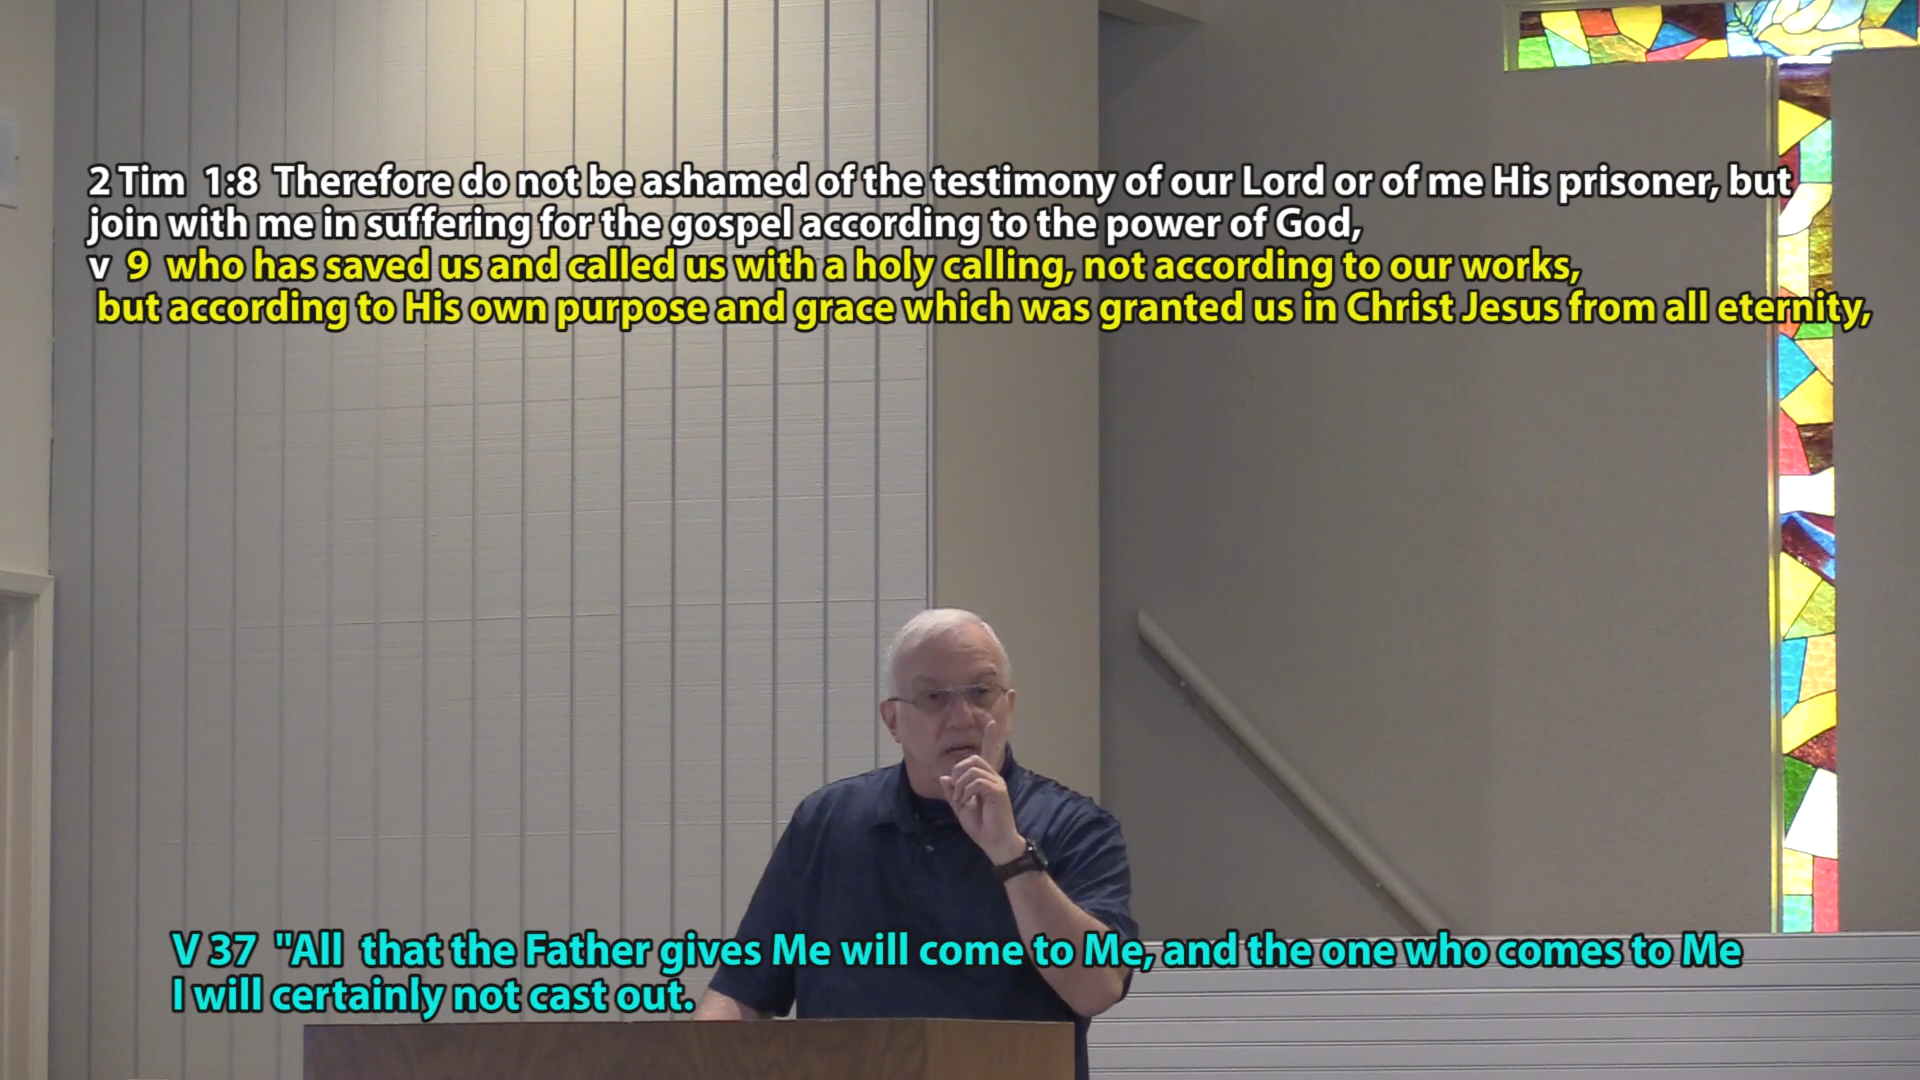 2 Tim 1:8 Therefore do not be ashamed of the testimony of our Lord or of me His prisoner, but
join with me in suffering for the gospel according to the power of God,
v 9 who has saved us and called us with a holy calling, not according to our works,
but according to His own purpose and grace which was granted us in Christ Jesus from all eternity,
V 37 "All that the Father gives Me will come to Me, and the one who comes to Me
I will certainly not cast out.